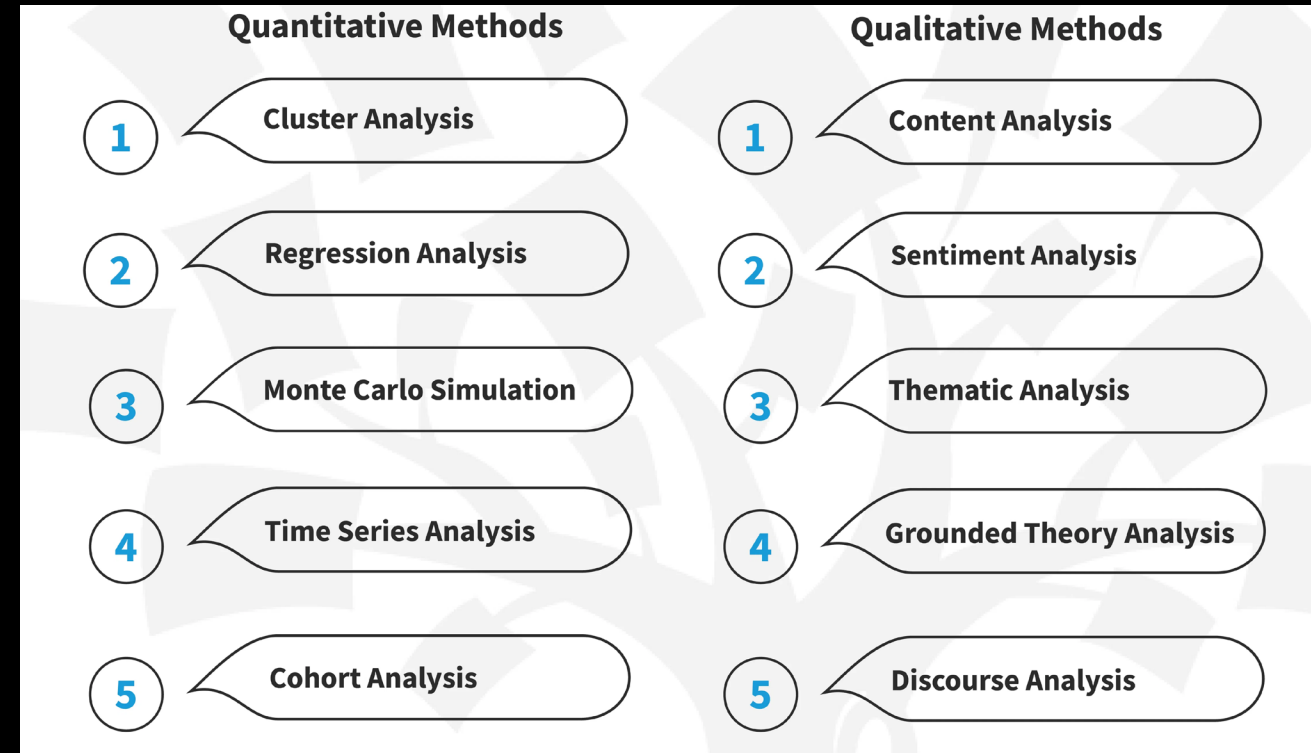 Quantitative Methods
1
Cluster Analysis
2
Regression Analysis
3
Monte Carlo Simulation
4
Time Series Analysis
5
Cohort Analysis
Qualitative Methods
1
Content Analysis
2
Sentiment Analysis
3
Thematic Analysis
4
Grounded Theory Analysis
5
Discourse Analysis